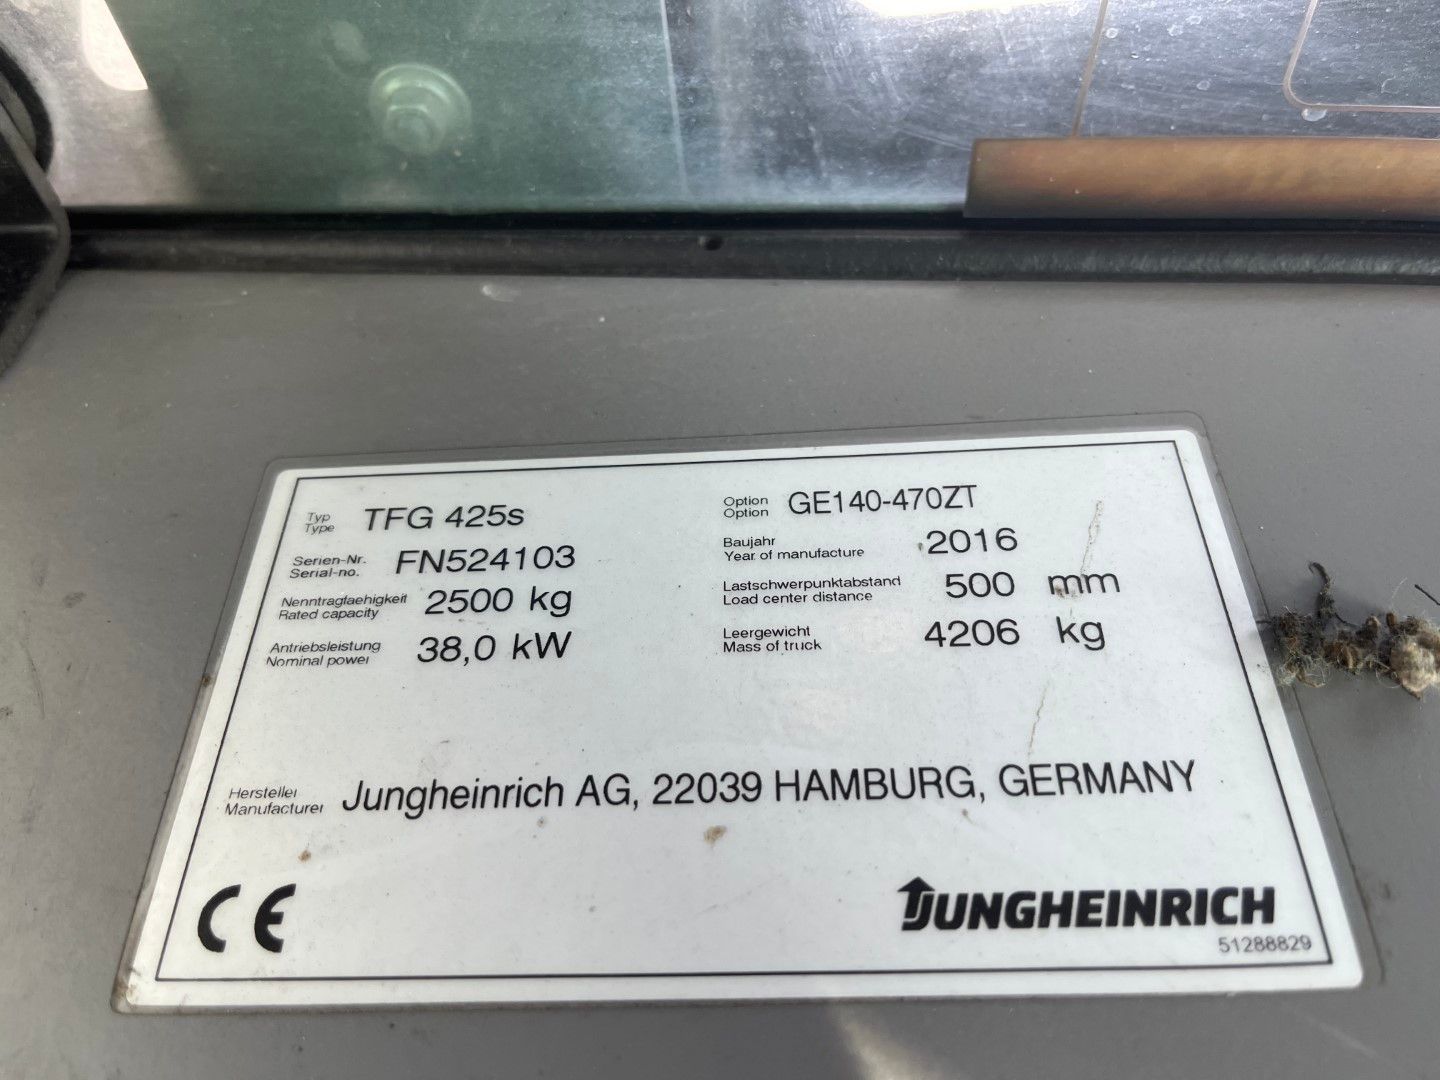 Typ TFG 425s Option GE140-470ZT
Type Option
Serien-Nr. FN524103 Baujahr 2016
Serial-no. Year of manufacture
Nenntragfaehigkeit 2500 kg Lastschwerpunktabstand 500 mm
Rated capacity Load center distance
Antriebsleistung 38,0 kW Leergewicht 4206 kg
Nominal power Mass of truck
Hersteller Jungheinrich AG, 22039 HAMBURG, GERMANY
Manufacturer
CE JUNGHEINRICH
51288829